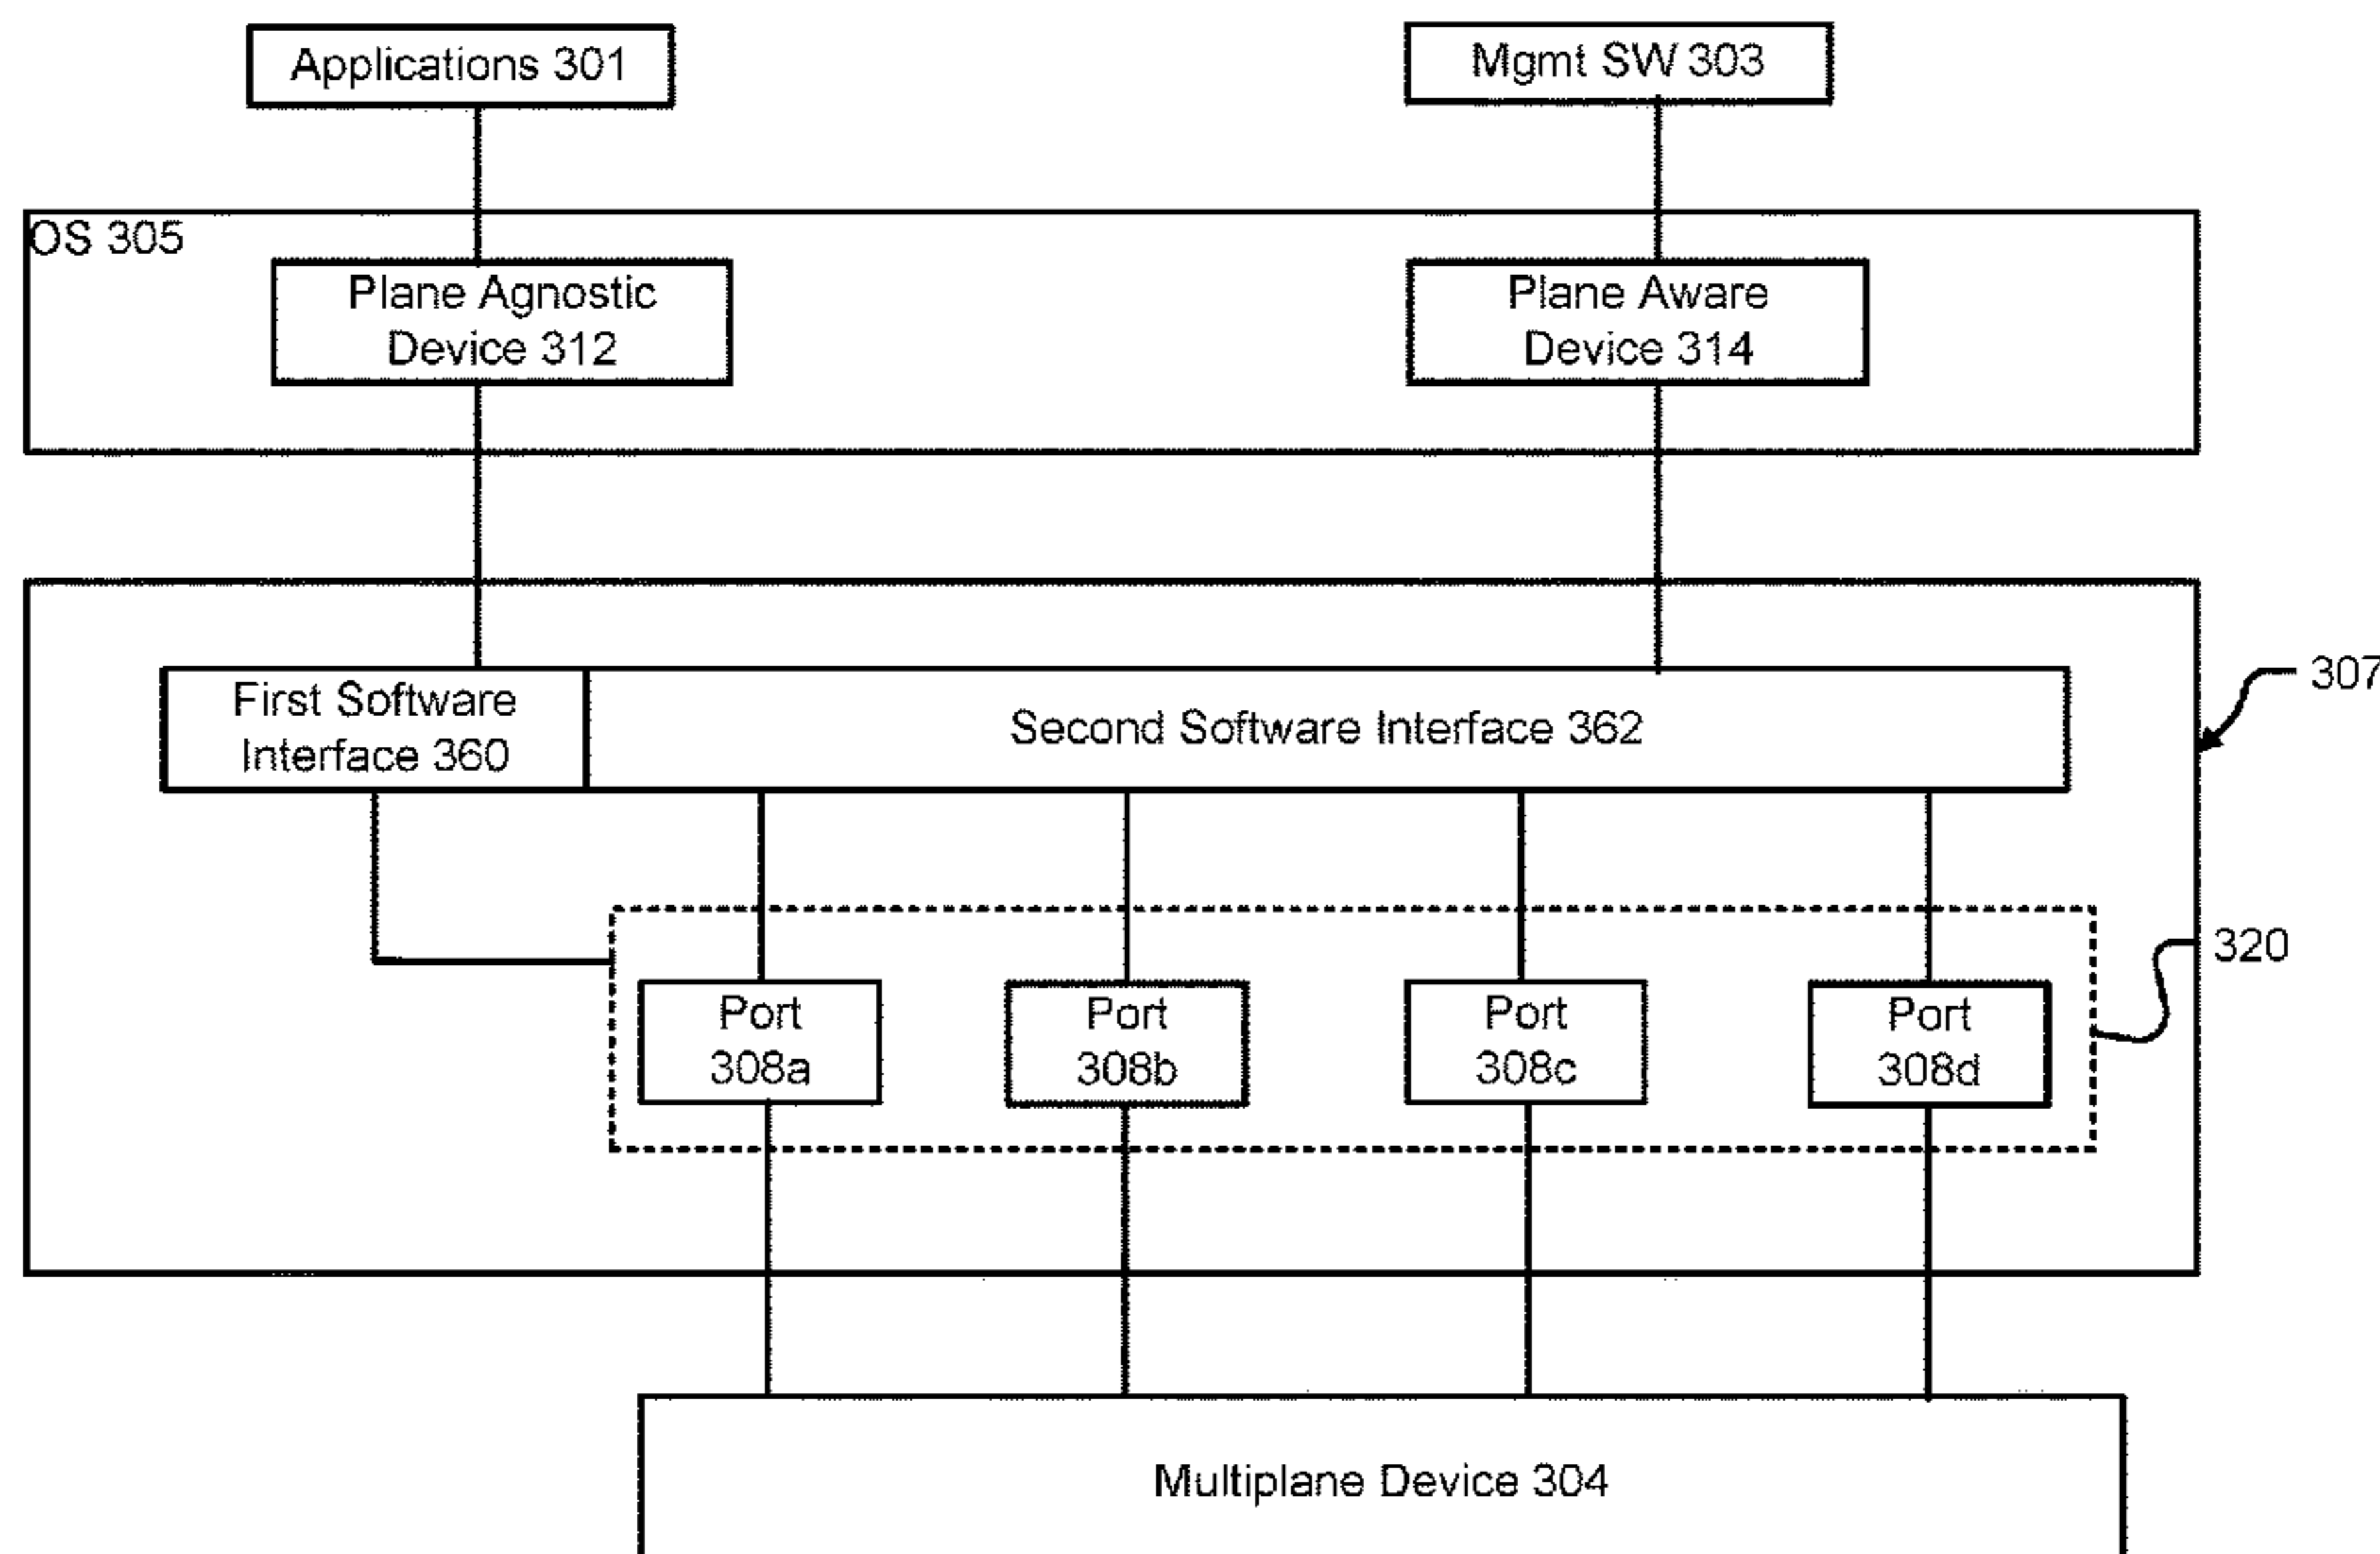 Applications 301
Mgmt SW 303
OS 305
Plane Agnostic
Device 312
Plane Aware
Device 314
First Software
Interface 360
Second Software Interface 362
307
320
Port
308a
Port
308b
Port
308c
Port
308d
Multiplane Device 304